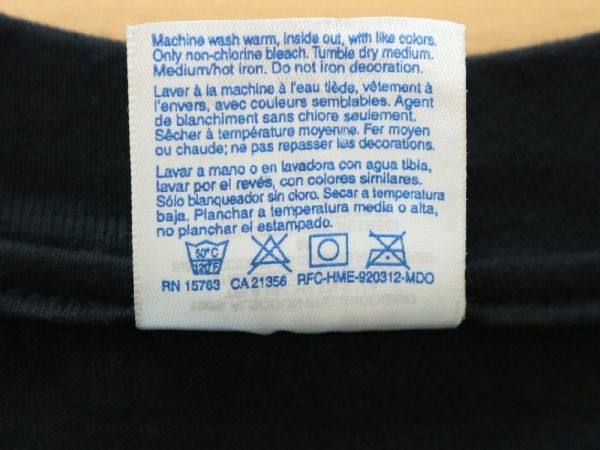 Machine wash warm, inside out, with like colors.
Only non-chlorine bleach. Tumble dry medium.
Medium/hot iron. Do not iron decoration.
Laver à la machine à l'eau tiède, vêtement à
l'envers, avec couleurs semblables. Agent
de blanchiment sans chlore seulement.
Sêcher à température moyenne. Fer moyen
ou chaude; ne pas repasser les decorations.
Lavar a mano o en lavadora con agua tibia,
lavar por el revés, con colores similares.
Sólo blanqueador sin cloro. Secar a temperatura
baja. Planchar a temperatura media o alta,
no planchar el estampado.
50°C
120°F
RN 15763 CA 21356 RFC-HME-920312-MDO